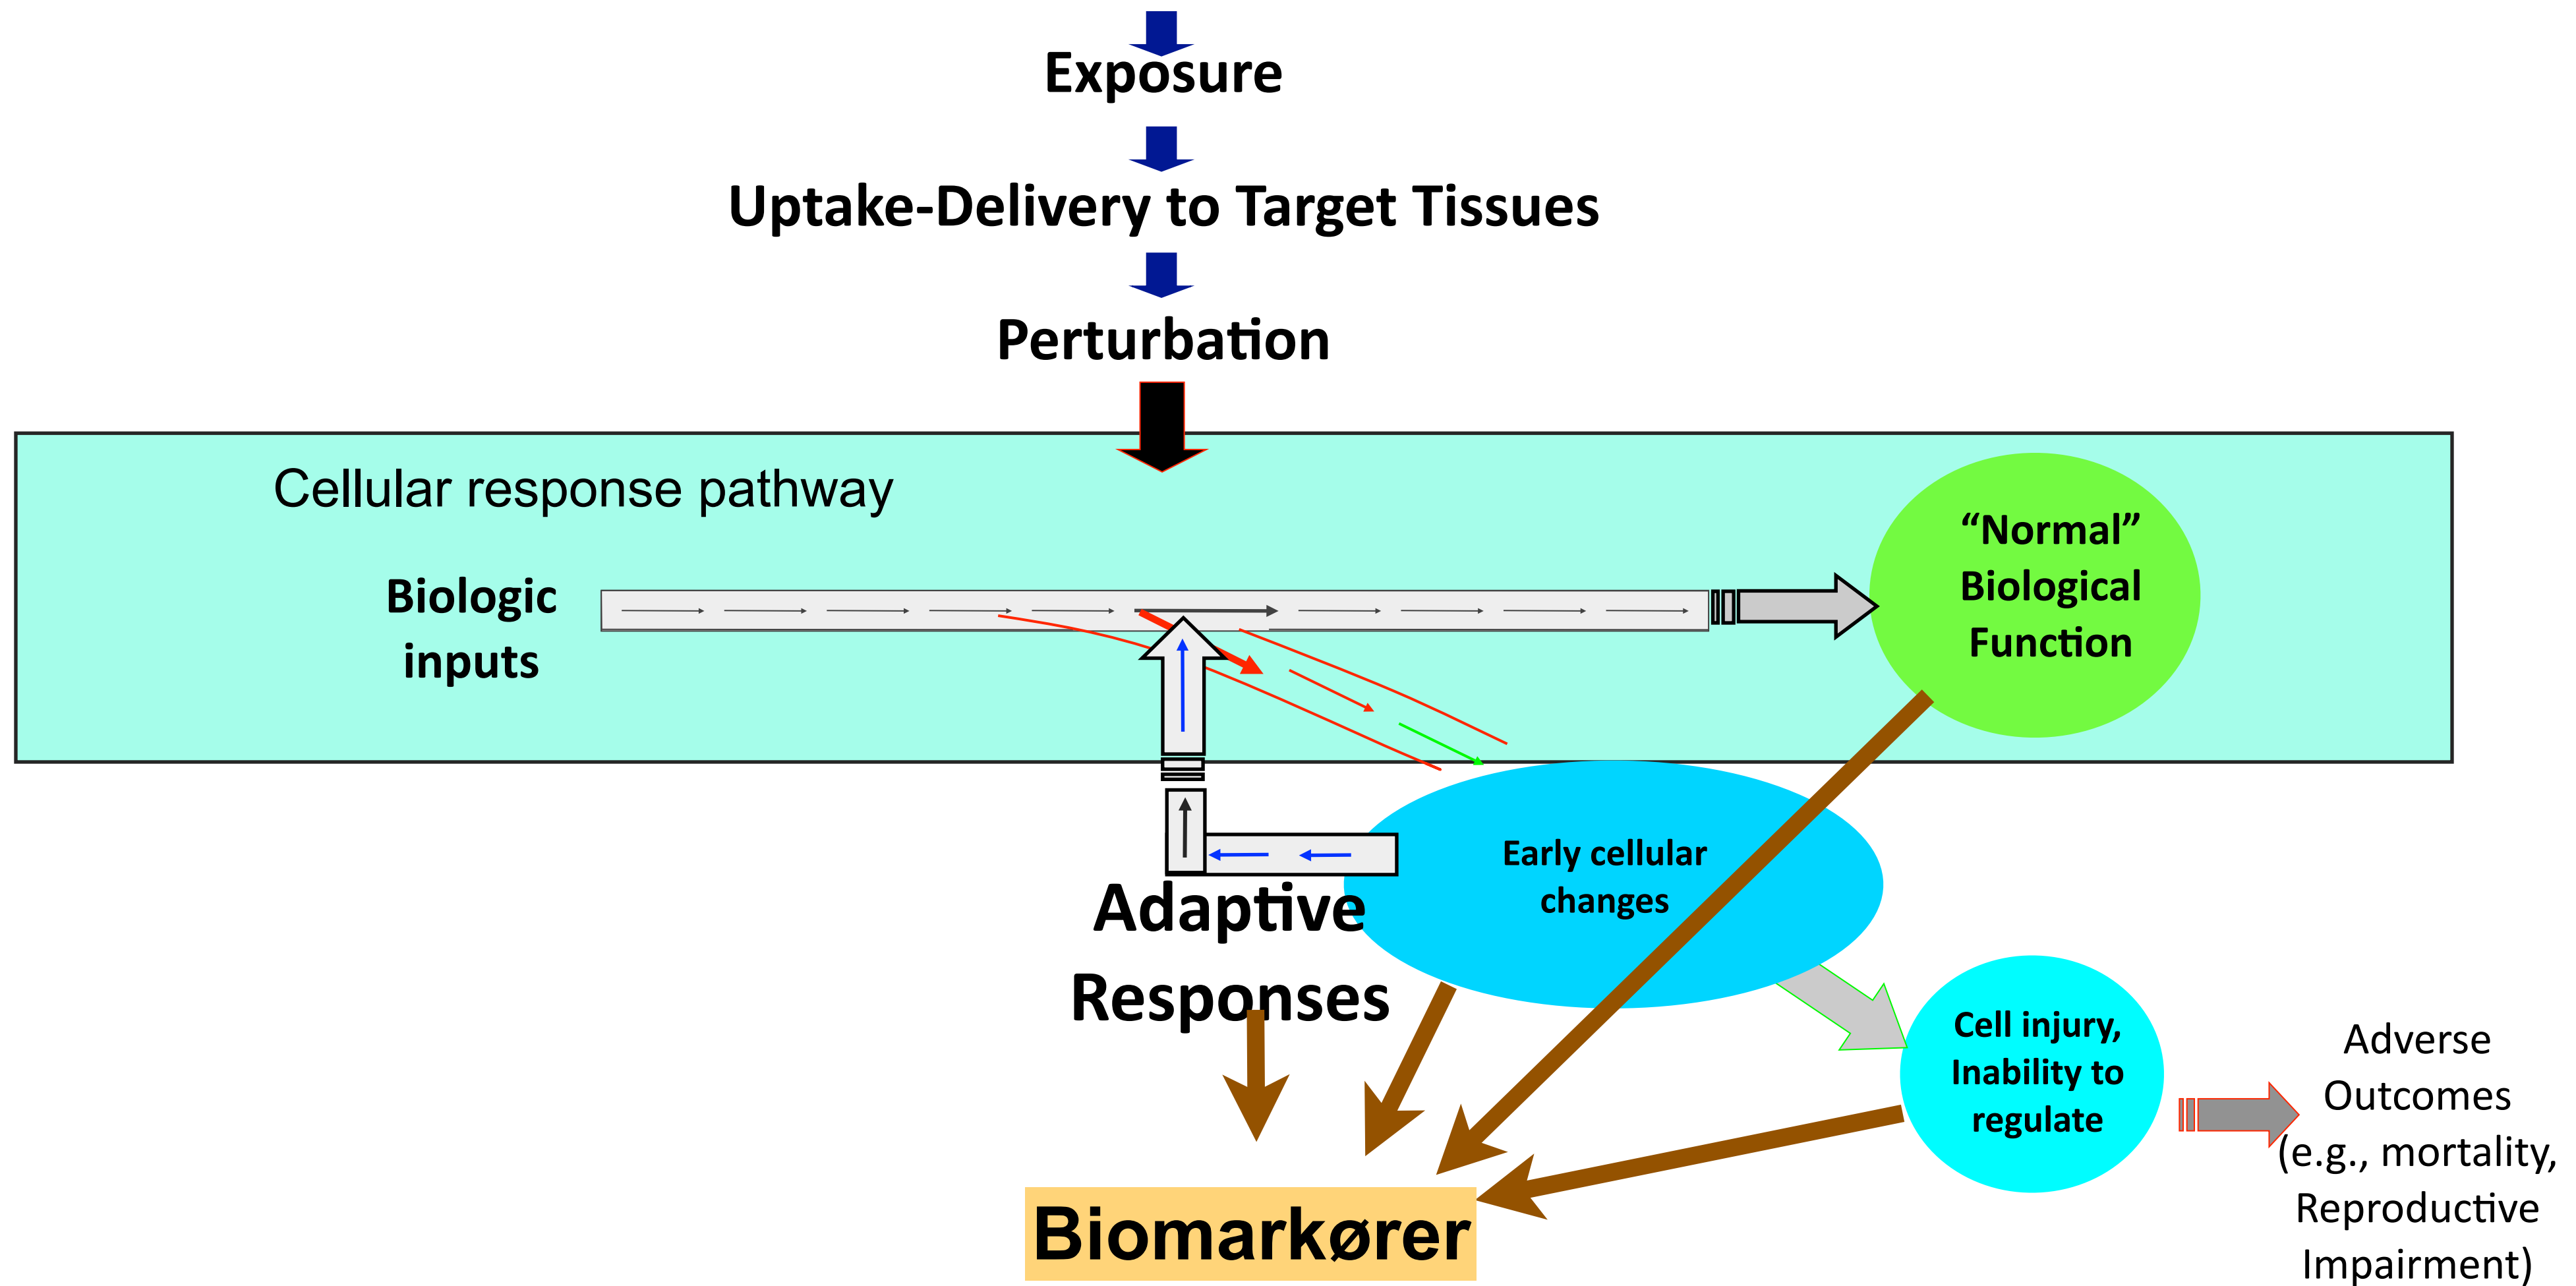 Exposure
Uptake-Delivery to Target Tissues
Perturbation
Cellular response pathway
Biologic
inputs
“Normal”
Biological
Function
Early cellular
changes
Adaptive
Responses
Cell injury,
Inability to
regulate
Adverse
Outcomes
(e.g., mortality,
Reproductive
Impairment)
Biomarkører